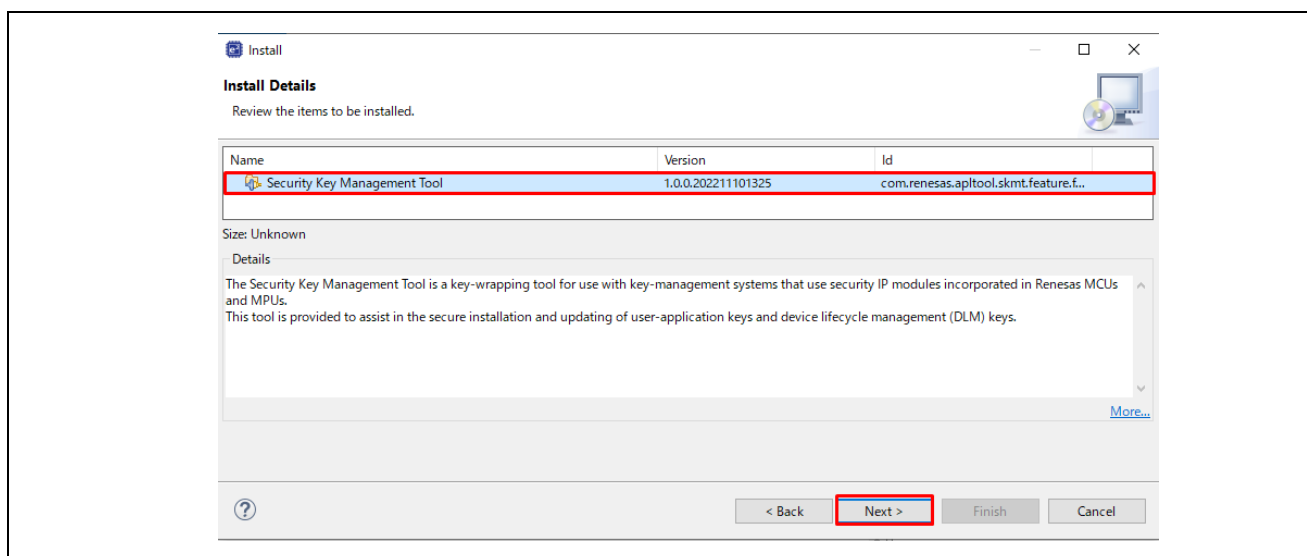 Install
Install Details
Review the items to be installed.
Name Version Id
Security Key Management Tool 1.0.0.202211101325 com.renesas.apltool.skmt.feature.f...
Size: Unknown
Details
The Security Key Management Tool is a key-wrapping tool for use with key-management systems that use security IP modules incorporated in Renesas MCUs
and MPUs.
This tool is provided to assist in the secure installation and updating of user-application keys and device lifecycle management (DLM) keys.
More...
? < Back Next > Finish Cancel